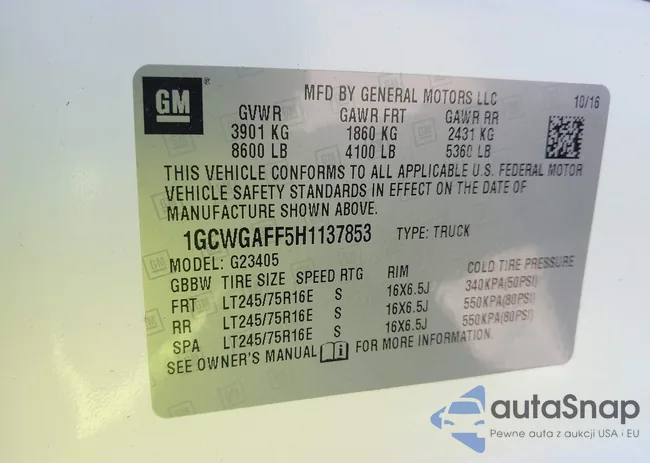 GM
MFD BY GENERAL MOTORS LLC 10/16
GVWR GAWR FRT GAWR RR
3901 KG 1860 KG 2431 KG
8600 LB 4100 LB 5360 LB
THIS VEHICLE CONFORMS TO ALL APPLICABLE U.S. FEDERAL MOTOR
VEHICLE SAFETY STANDARDS IN EFFECT ON THE DATE OF
MANUFACTURE SHOWN ABOVE.
1GCWGAFF5H1137853 TYPE: TRUCK
MODEL: G23405
GBBW TIRE SIZE SPEED RTG RIM COLD TIRE PRESSURE
FRT LT245/75R16E S 16X6.5J 340KPA(50PSI)
RR LT245/75R16E S 16X6.5J 550KPA(80PSI)
SPA LT245/75R16E S 16X6.5J 550KPA(80PSI)
SEE OWNER'S MANUAL FOR MORE INFORMATION.
autaSnap
Pewne auta z aukcji USA i EU